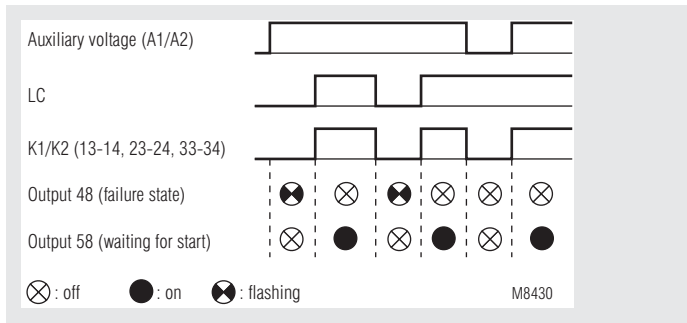 Auxiliary voltage (A1/A2)
LC
K1/K2 (13-14, 23-24, 33-34)
Output 48 (failure state)
Output 58 (waiting for start)
: off : on : flashing M8430